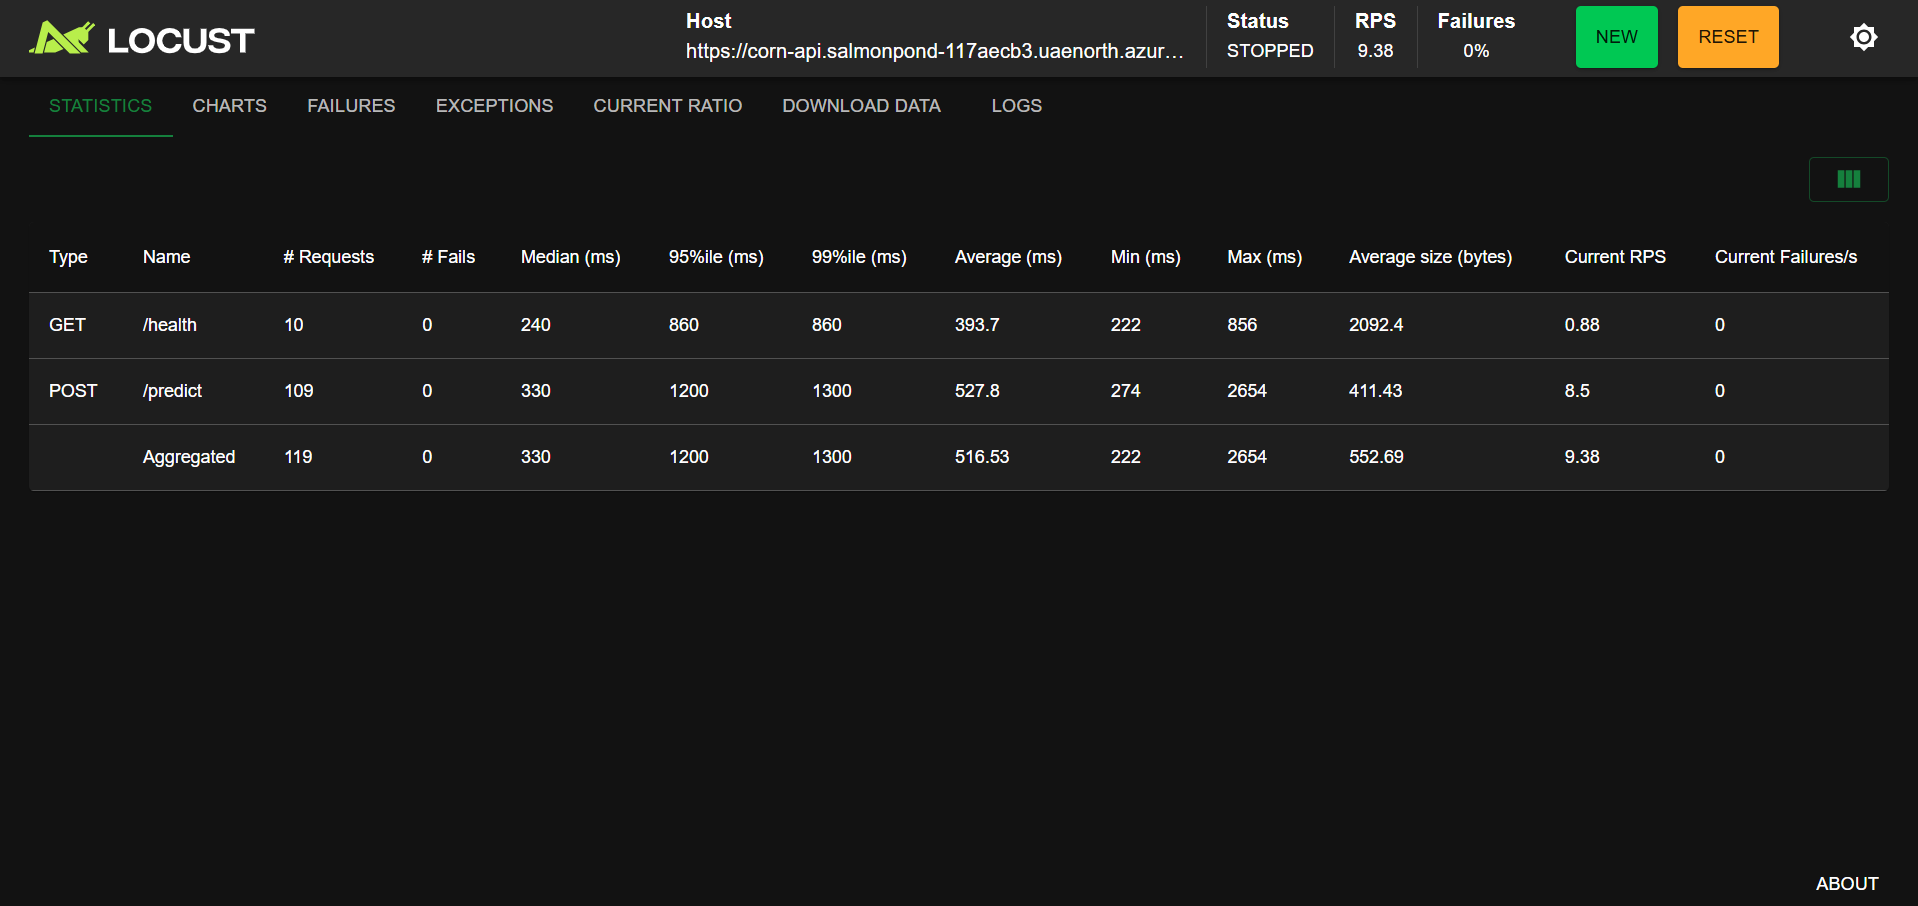 LOCUST
Host
https://corn-api.salmonpond-117aecb3.uaenorth.azur…
Status
STOPPED
RPS
9.38
Failures
0%
NEW
RESET
STATISTICS CHARTS FAILURES EXCEPTIONS CURRENT RATIO DOWNLOAD DATA LOGS
Type Name # Requests # Fails Median (ms) 95%ile (ms) 99%ile (ms) Average (ms) Min (ms) Max (ms) Average size (bytes) Current RPS Current Failures/s
GET /health 10 0 240 860 860 393.7 222 856 2092.4 0.88 0
POST /predict 109 0 330 1200 1300 527.8 274 2654 411.43 8.5 0
Aggregated 119 0 330 1200 1300 516.53 222 2654 552.69 9.38 0
ABOUT